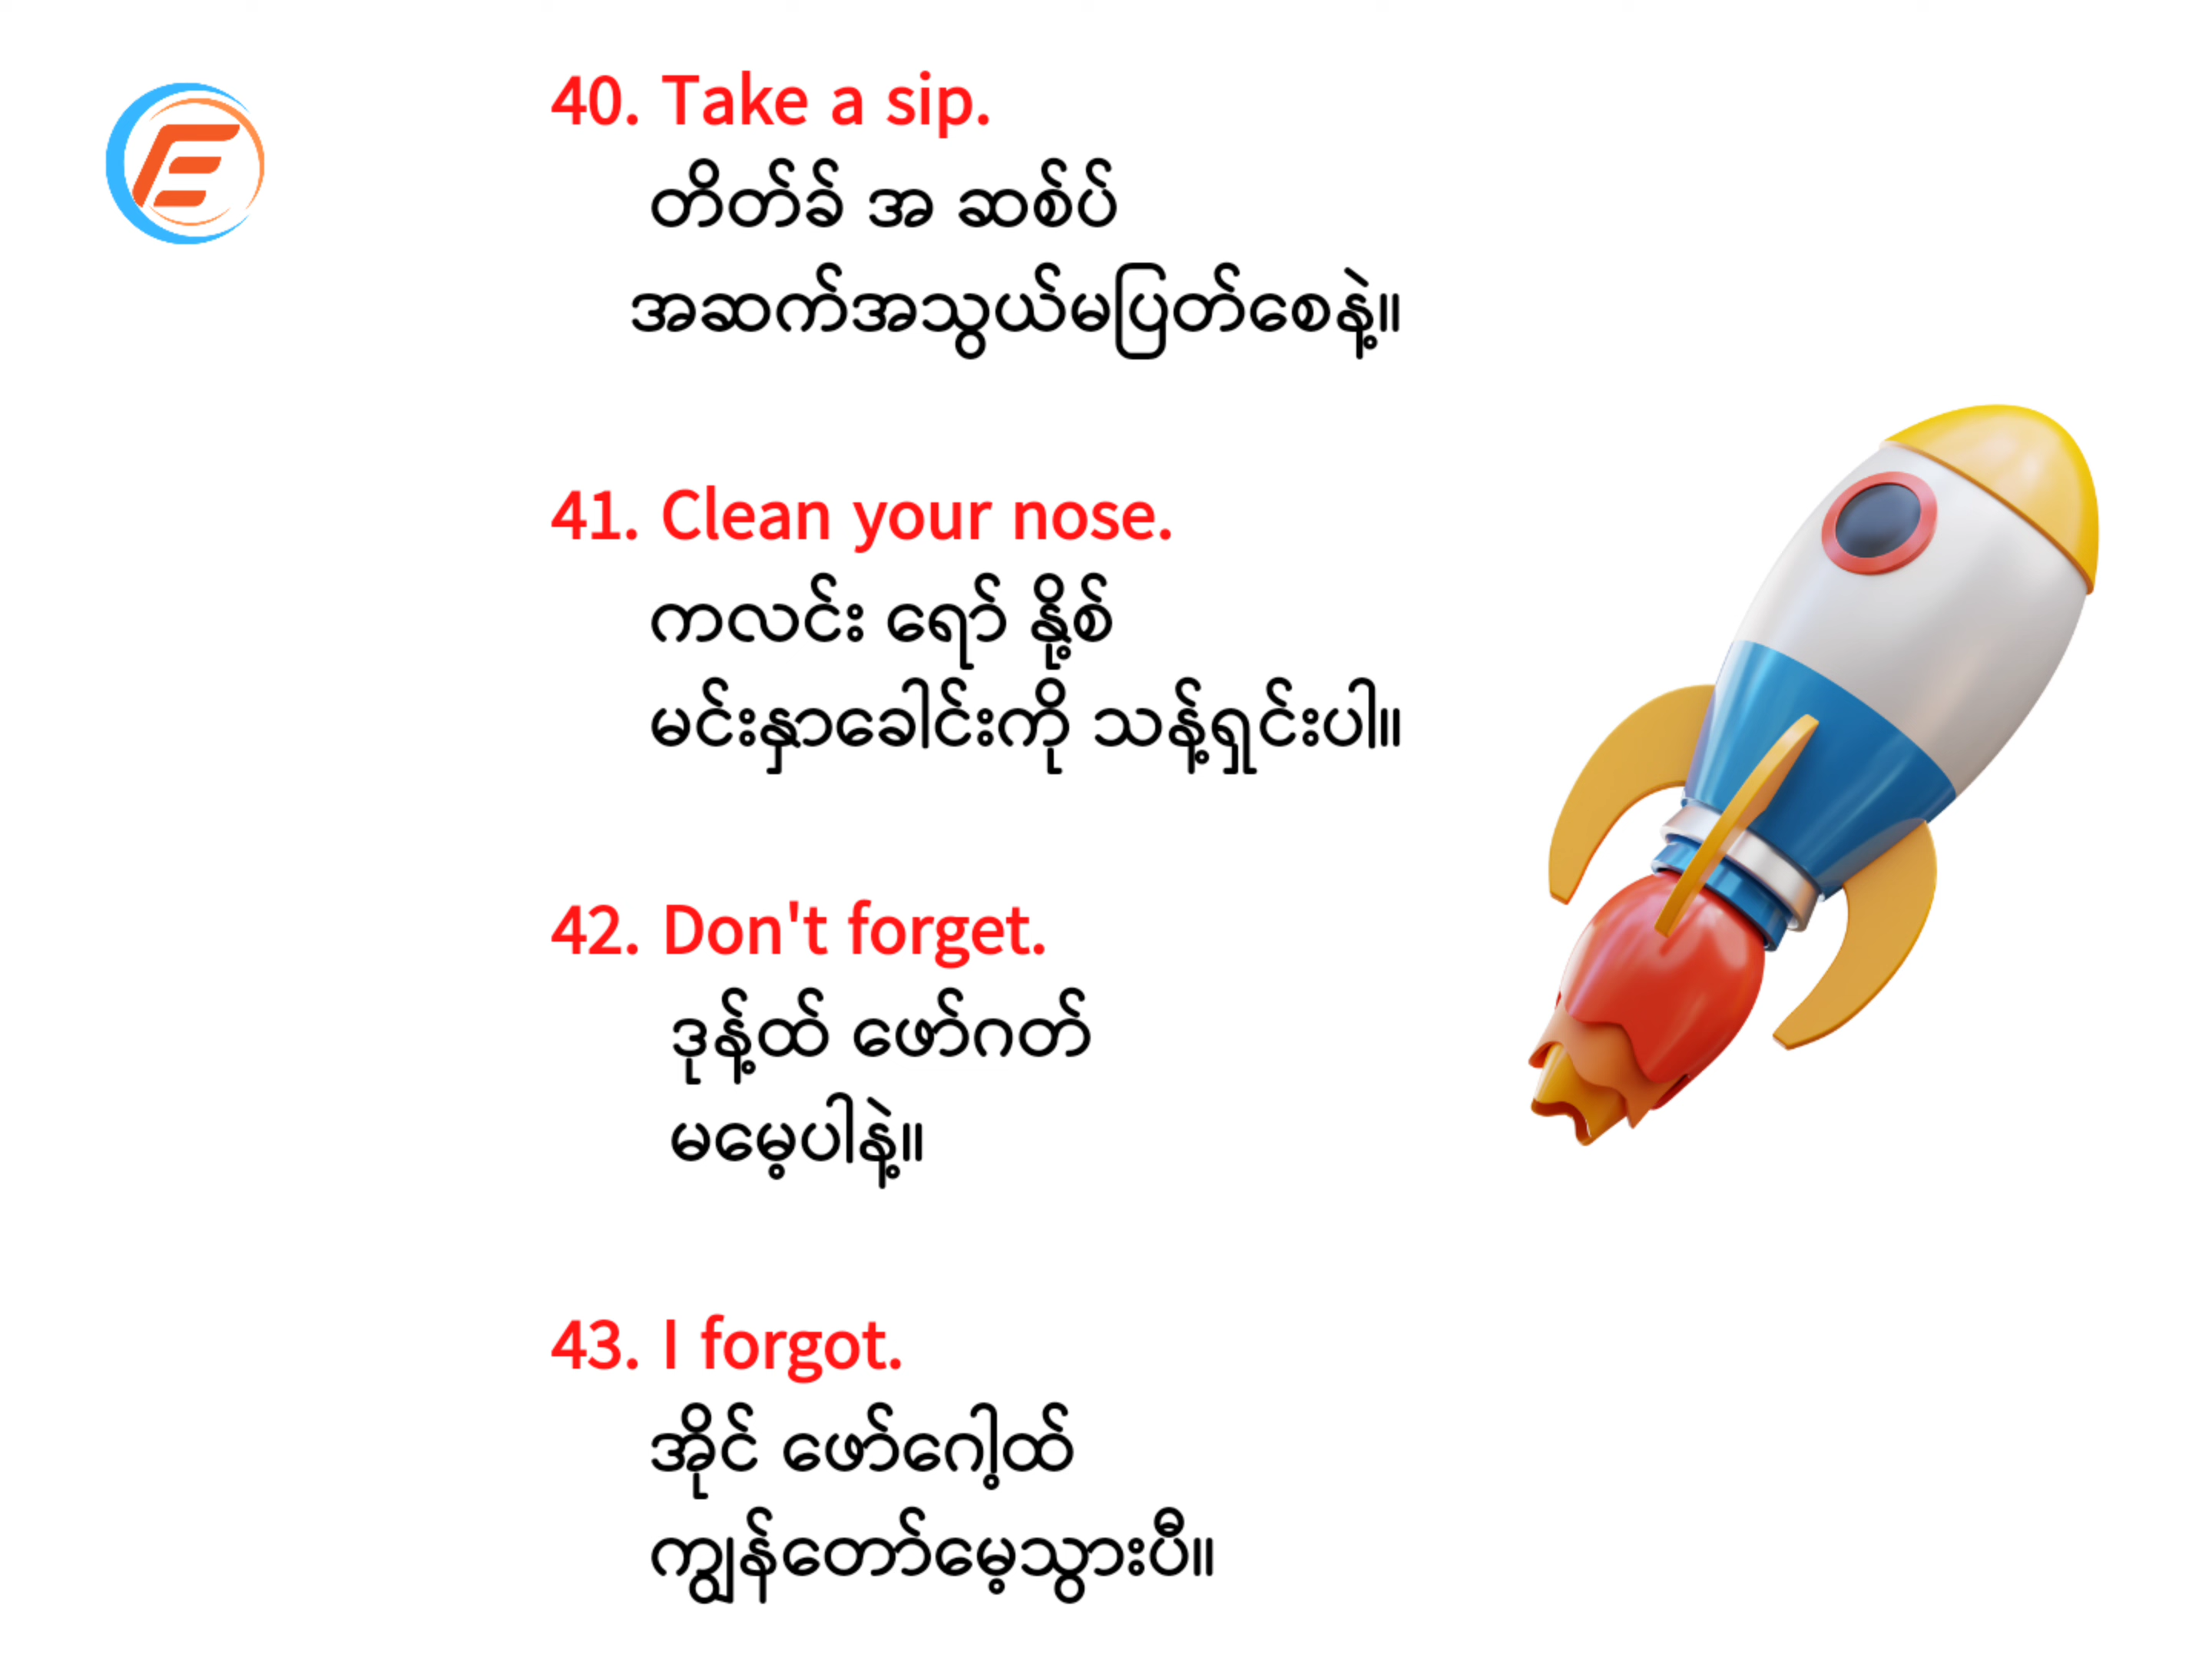 40. Take a sip.
တိတ်ခ် အ ဆစ်ပ်
အဆက်အသွယ်မပြတ်စေနဲ့။
41. Clean your nose.
ကလင်း ရော် နို့စ်
မင်းနှာခေါင်းကို သန့်ရှင်းပါ။
42. Don't forget.
ဒုန့်ထ် ဖော်ဂတ်
မမေ့ပါနဲ့။
43. I forgot.
အိုင် ဖော်ဂေါ့ထ်
ကျွန်တော်မေ့သွားပီ။